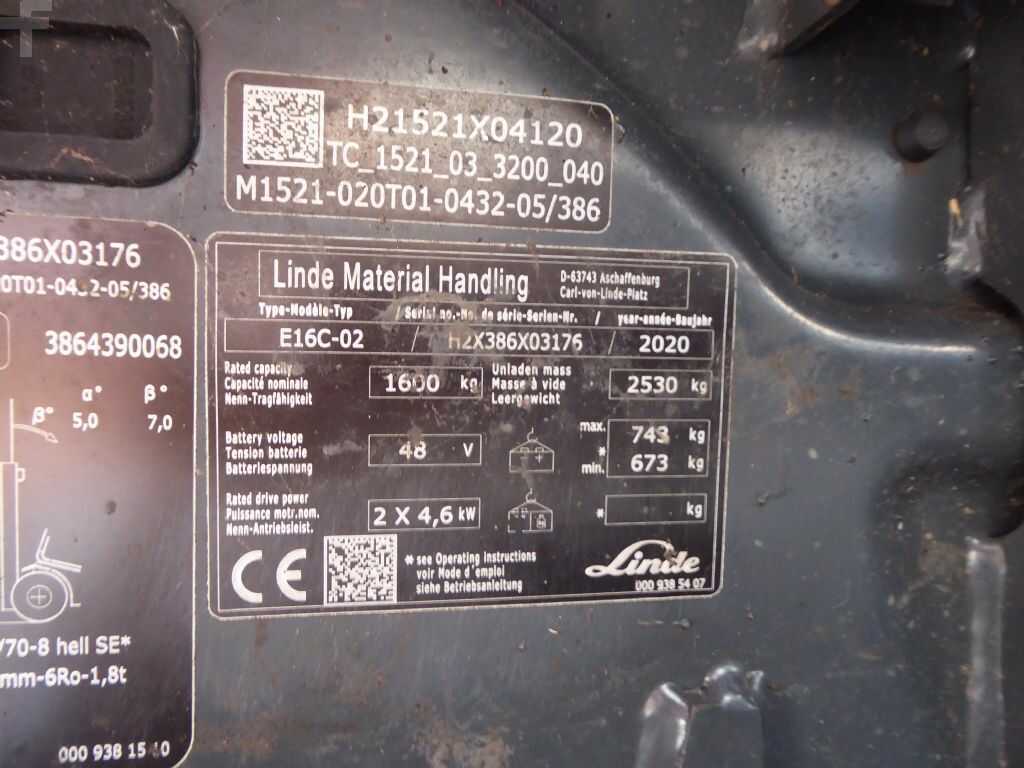 H21521X04120
TC_1521_03_3200_040
M1521-020T01-0432-05/386
386X03176
0T01-0432-05/386
3864390068
α° β°
β° 5,0 7,0
/70-8 hell SE*
mm-6Ro-1,8t
000 938 15
Linde Material Handling
D-63743 Aschaffenburg
Carl-von-Linde-Platz
Type-Modèle-Typ / Serial no.-No. de série-Serien-Nr. / year-année-Baujahr
E16C-02 / H2X386X03176 / 2020
Rated capacity
Capacité nominale
Nenn-Tragfähigkeit
1600 kg
Unladen mass
Masse à vide
Leergewicht
2530 kg
Battery voltage
Tension batterie
Batteriespannung
48 V
max. 743 kg
*
min. 673 kg
Rated drive power
Puissance motr.nom.
Nenn-Antriebsleist.
2 X 4,6 kW
* kg
CE
* see Operating instructions
voir Mode d'emploi
siehe Betriebsanleitung
Linde
000 938 54 07